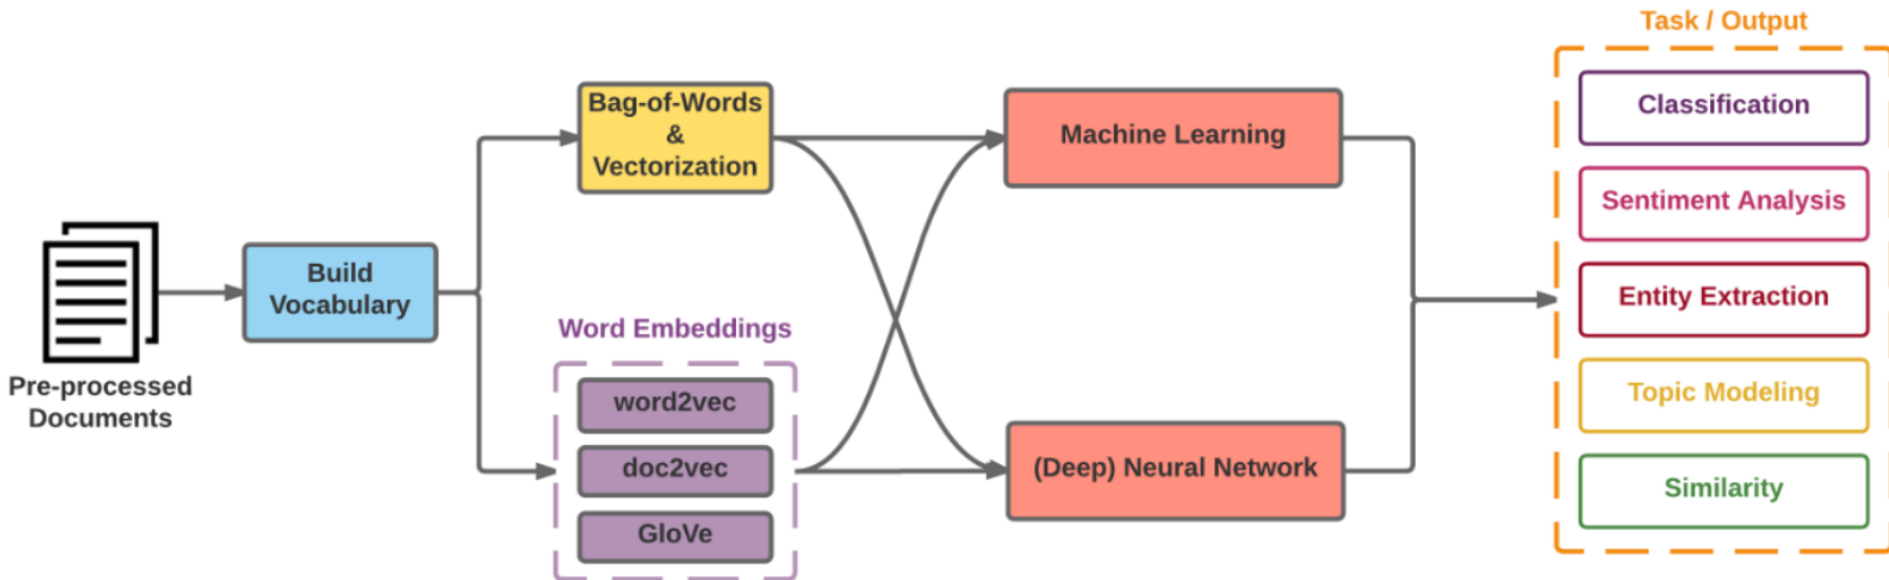 Pre-processed
Documents
Build
Vocabulary
Bag-of-Words
&
Vectorization
Word Embeddings
word2vec
doc2vec
GloVe
Machine Learning
(Deep) Neural Network
Task / Output
Classification
Sentiment Analysis
Entity Extraction
Topic Modeling
Similarity